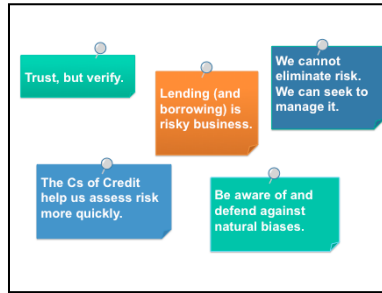 Trust, but verify.
Lending (and
borrowing) is
risky business.
We cannot
eliminate risk.
We can seek to
manage it.
The Cs of Credit
help us assess risk
more quickly.
Be aware of and
defend against
natural biases.